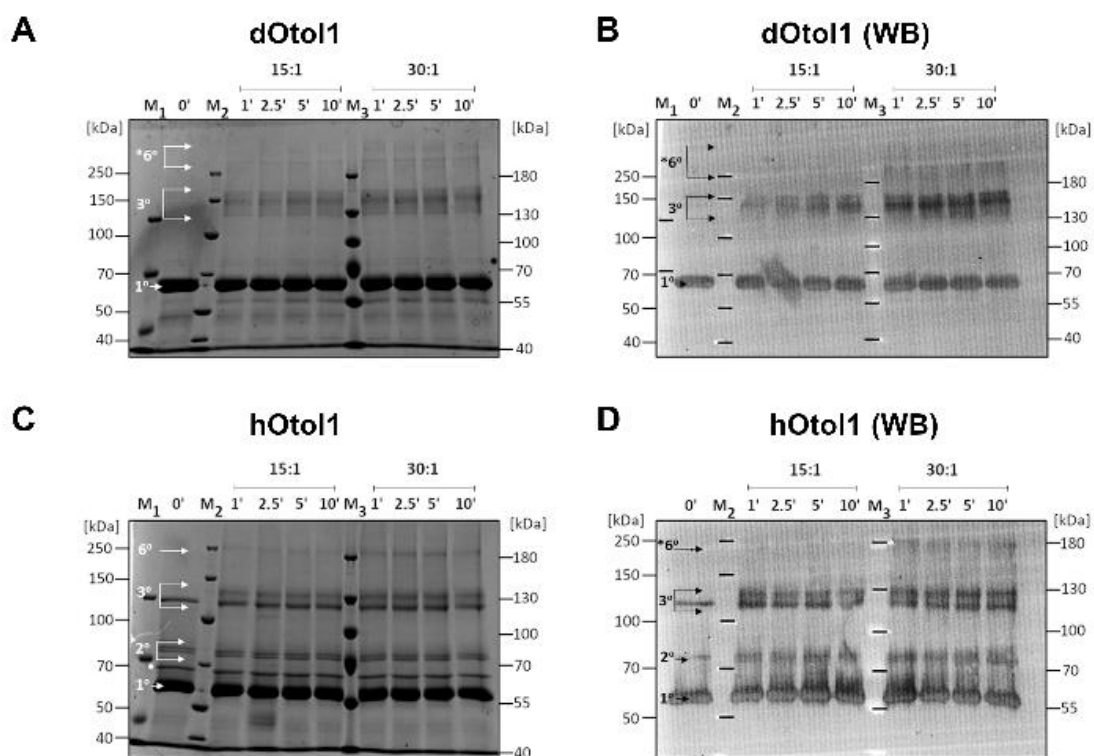 A
dOtol1
15:1 30:1
M1 0' M2 1' 2.5' 5' 10' M3 1' 2.5' 5' 10'
[kDa] [kDa]
*6º
250
180
150
3º
130
100
100
70
70
1º
55
50
40
40
B
dOtol1 (WB)
15:1 30:1
M1 0' M2 1' 2.5' 5' 10' M3 1' 2.5' 5' 10'
[kDa] [kDa]
*6º
250
180
150
3º
130
100
100
70
70
1º
55
50
40
40
C
hOtol1
15:1 30:1
M1 0' M2 1' 2.5' 5' 10' M3 1' 2.5' 5' 10'
[kDa] [kDa]
250
6º
180
150
3º
130
100
100
2º
70
70
*
1º
55
50
40
40
D
hOtol1 (WB)
15:1 30:1
0' M2 1' 2.5' 5' 10' M3 1' 2.5' 5' 10'
[kDa] [kDa]
250
*6º
180
150
3º
130
100
100
2º
70
70
1º
55
50